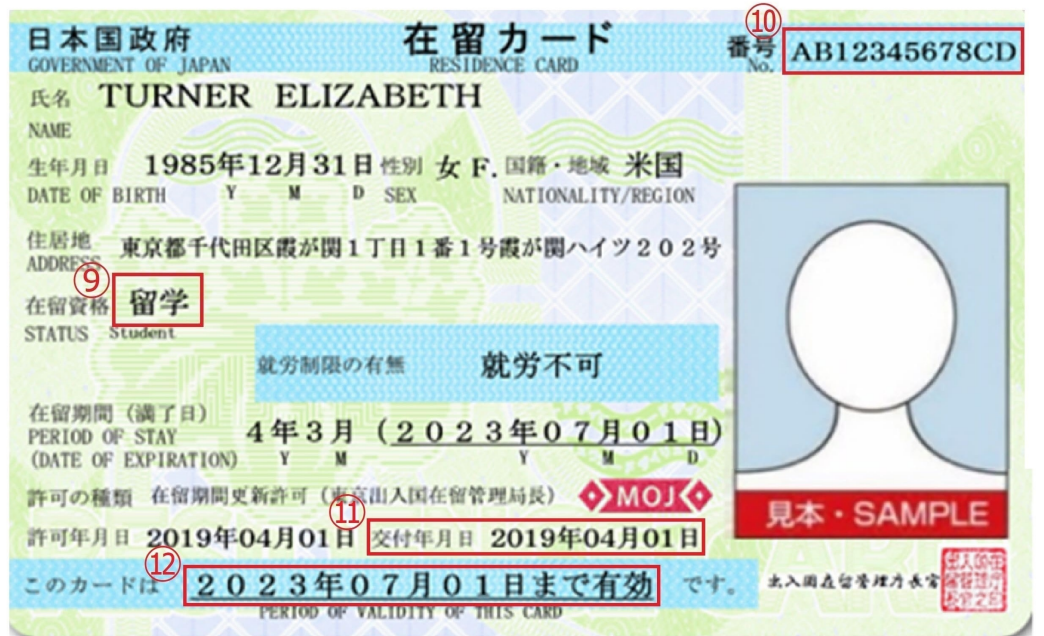 日本国政府 在留カード 番号 ⑩ AB12345678CD
GOVERNMENT OF JAPAN RESIDENCE CARD No.
氏名 TURNER ELIZABETH
NAME
生年月日 1985年12月31日 性別 女 F. 国籍・地域 米国
DATE OF BIRTH Y M D SEX NATIONALITY/REGION
住居地 東京都千代田区霞が関1丁目1番1号霞が関ハイツ202号
ADDRESS
⑨
在留資格 留学
STATUS Student
就労制限の有無 就労不可
在留期間(満了日)
PERIOD OF STAY 4年3月(2023年07月01日)
(DATE OF EXPIRATION) Y M Y M D
許可の種類 在留期間更新許可(東京出入国在留管理局長) MOJ
見本・SAMPLE
許可年月日 2019年04月01日 ⑪ 交付年月日 2019年04月01日
⑫
このカードは 2023年07月01日まで有効 です。
PERIOD OF VALIDITY OF THIS CARD
出入国在留管理庁長官